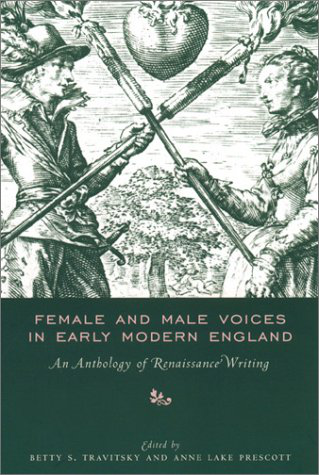 FEMALE AND MALE VOICES
IN EARLY MODERN ENGLAND
An Anthology of Renaissance Writing
Edited by
BETTY S. TRAVITSKY AND ANNE LAKE PRESCOTT